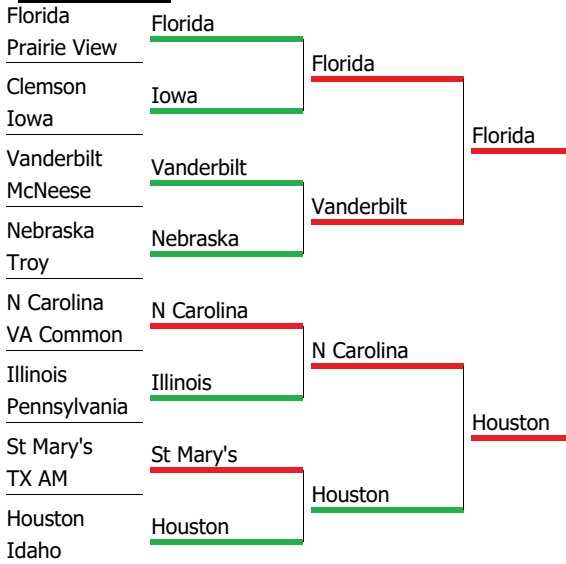 Florida
Prairie View
Clemson
Iowa
Vanderbilt
McNeese
Nebraska
Troy
N Carolina
VA Common
Illinois
Pennsylvania
St Mary's
TX AM
Houston
Idaho
Florida
Iowa
Vanderbilt
Nebraska
N Carolina
Illinois
St Mary's
Houston
Florida
Vanderbilt
N Carolina
Houston
Florida
Houston